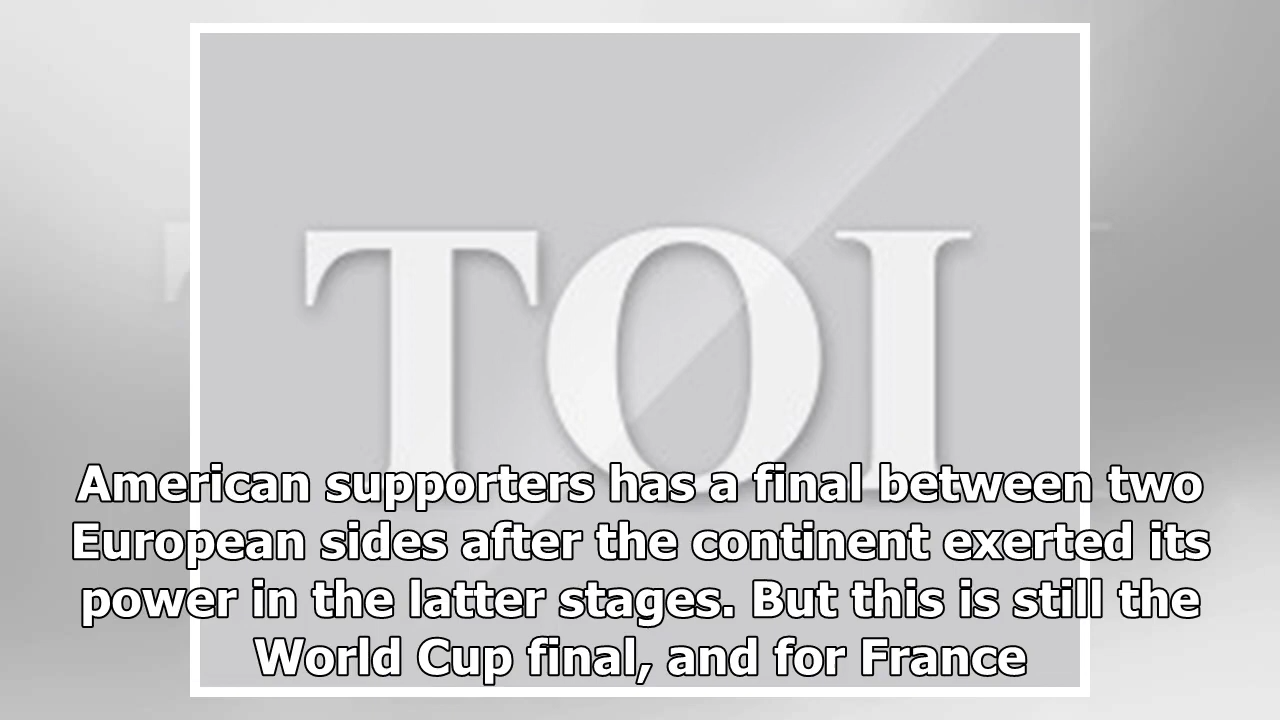 TOI
American supporters has a final between two
European sides after the continent exerted its
power in the latter stages. But this is still the
World Cup final, and for France